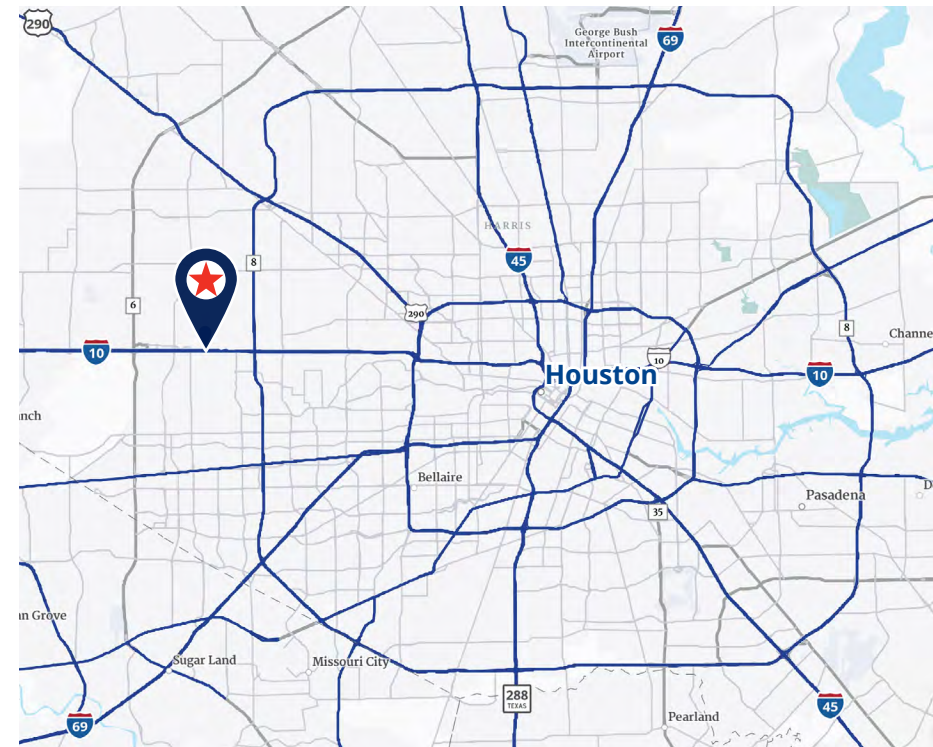 290
George Bush
Intercontinental
Airport
69
HARRIS
45
8
6
290
8
Channe
10
10
10
Houston
nch
Bellaire
Pasadena
D
35
an Grove
Sugar Land
Missouri City
288
TEXAS
45
69
Pearland